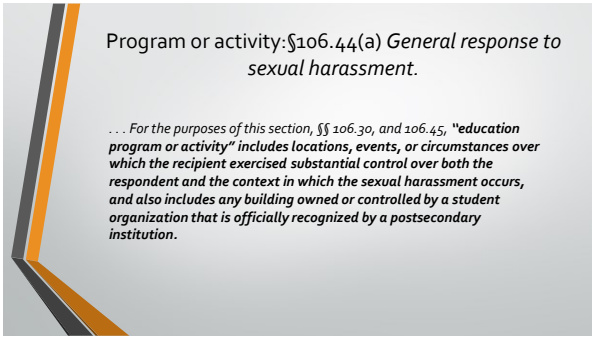 Program or activity:§106.44(a) General response to
sexual harassment.
. . . For the purposes of this section, §§ 106.30, and 106.45, “education
program or activity” includes locations, events, or circumstances over
which the recipient exercised substantial control over both the
respondent and the context in which the sexual harassment occurs,
and also includes any building owned or controlled by a student
organization that is officially recognized by a postsecondary
institution.